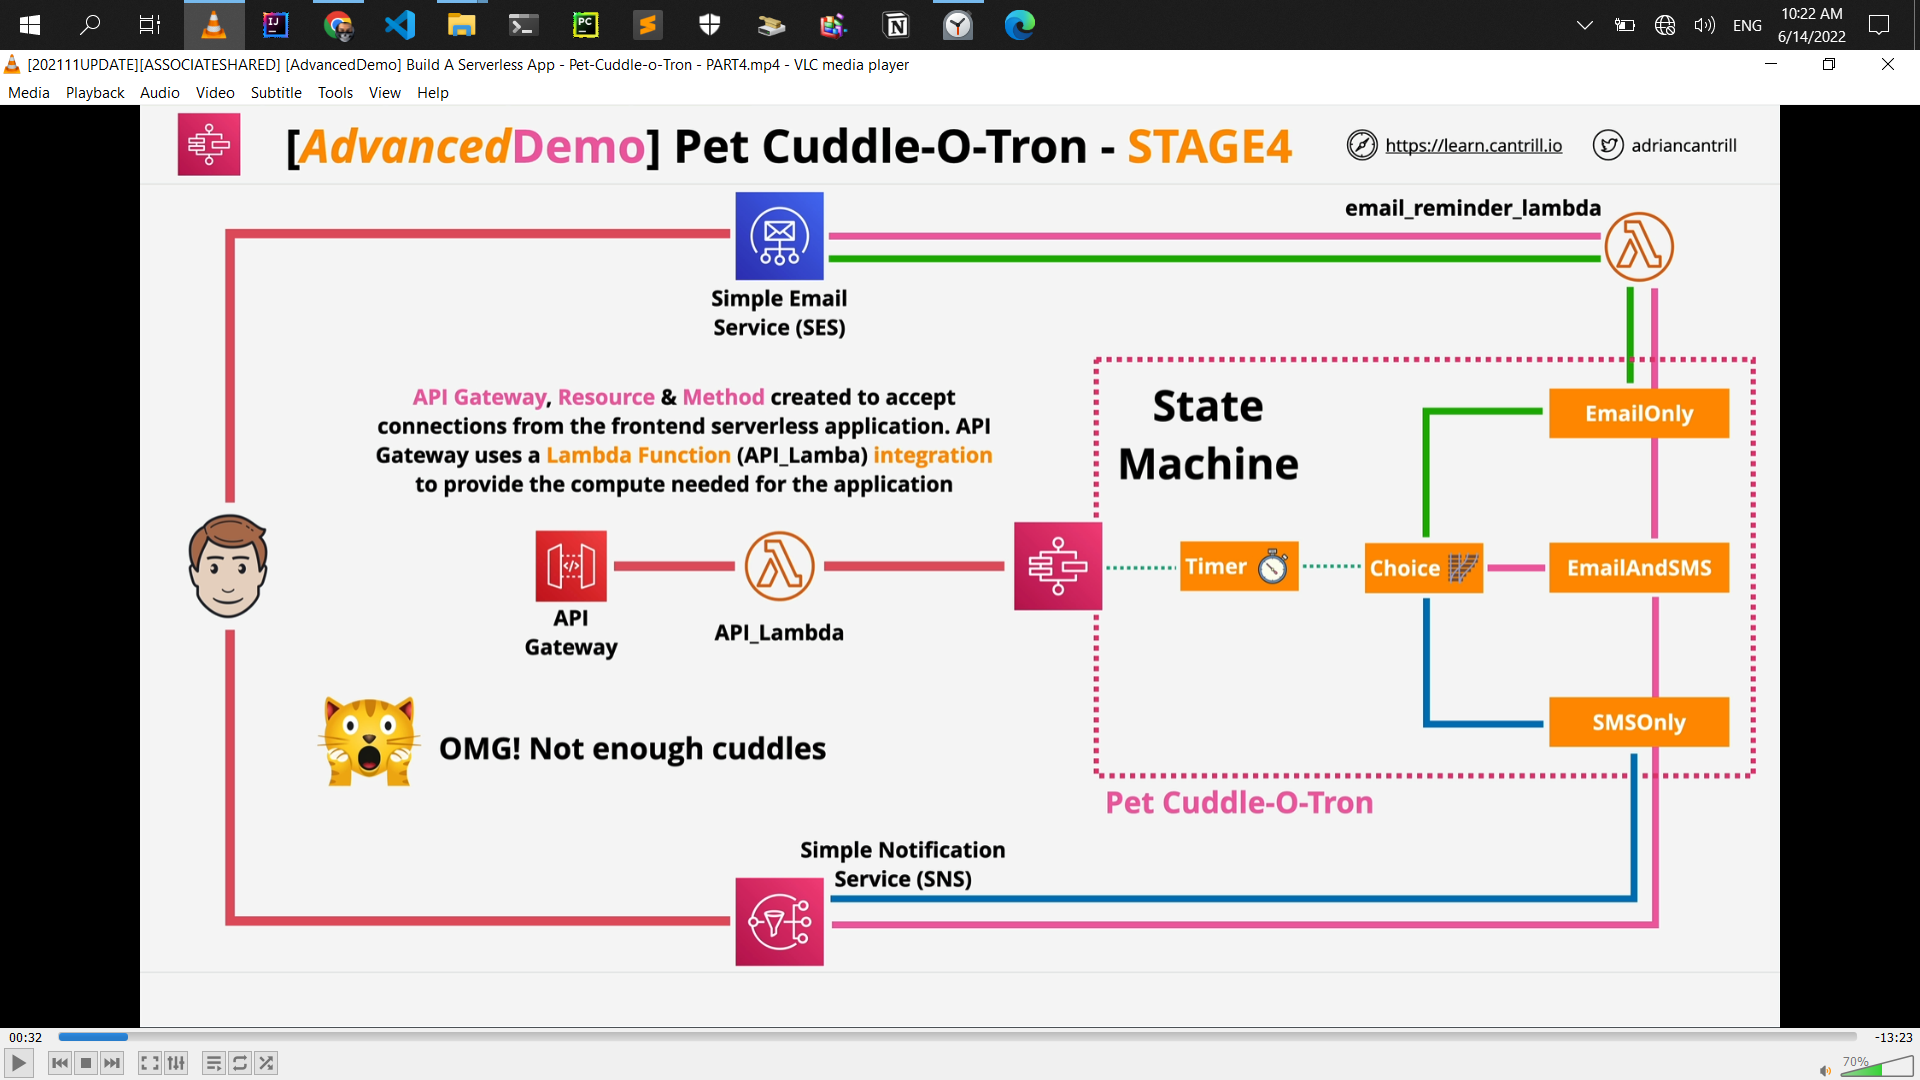 ENG
10:22 AM
6/14/2022
[202111UPDATE][ASSOCIATESHARED] [AdvancedDemo] Build A Serverless App - Pet-Cuddle-o-Tron - PART4.mp4 - VLC media player
Media Playback Audio Video Subtitle Tools View Help
[AdvancedDemo] Pet Cuddle-O-Tron - STAGE4
https://learn.cantrill.io
adriancantrill
email_reminder_lambda
Simple Email
Service (SES)
API Gateway, Resource & Method created to accept
connections from the frontend serverless application. API
Gateway uses a Lambda Function (API_Lamba) integration
to provide the compute needed for the application
State
Machine
EmailOnly
Timer
Choice
EmailAndSMS
API
Gateway
API_Lambda
SMSOnly
OMG! Not enough cuddles
Pet Cuddle-O-Tron
Simple Notification
Service (SNS)
00:32
-13:23
70%